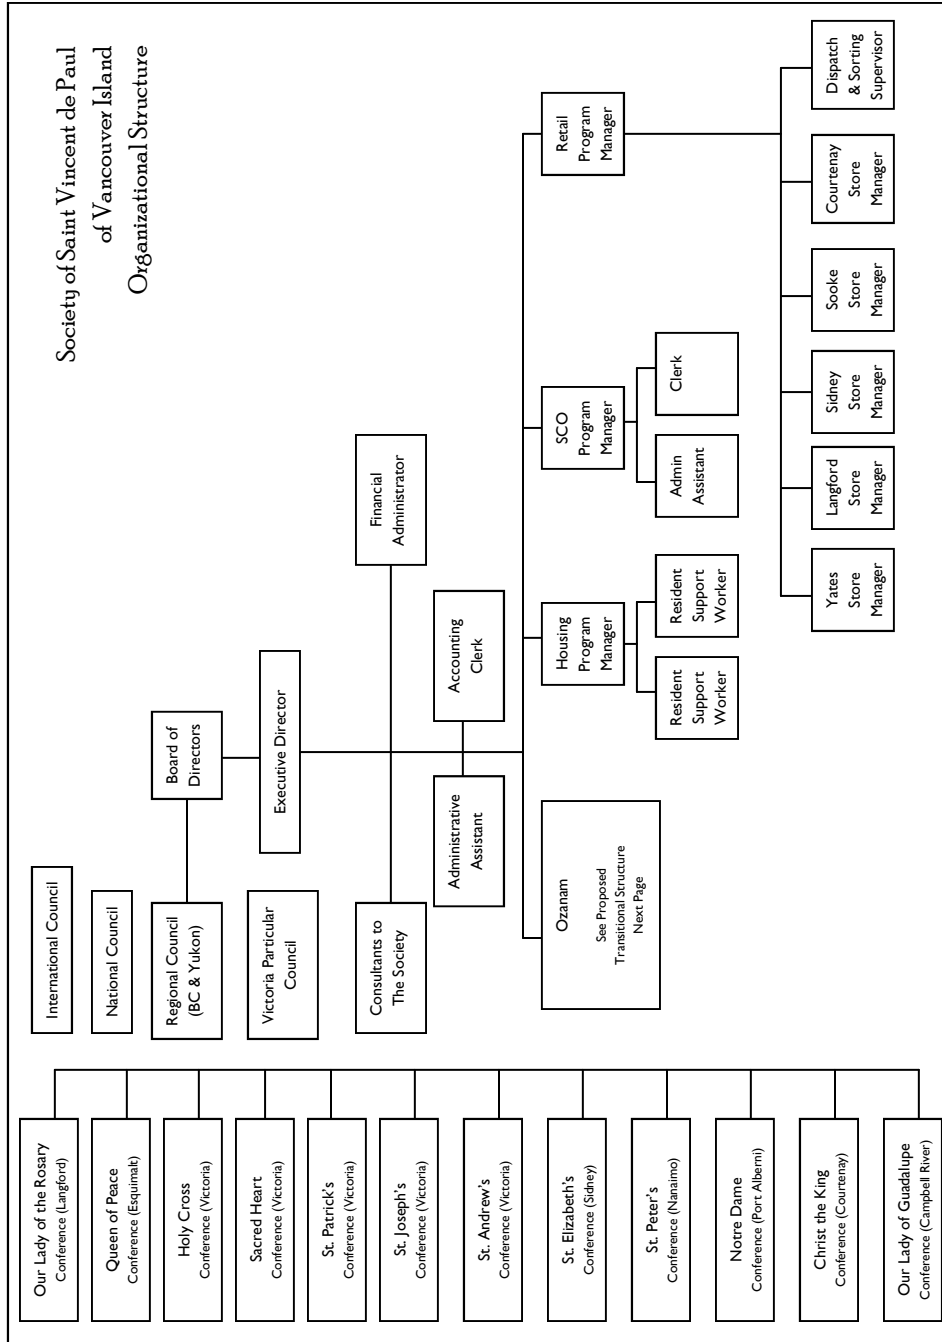 Society of Saint Vincent de Paul
of Vancouver Island
Organizational Structure
International Council
National Council
Regional Council
(BC & Yukon)
Board of
Directors
Victoria Particular
Council
Executive Director
Consultants to
The Society
Financial
Administrator
Administrative
Assistant
Accounting
Clerk
Ozanam
See Proposed
Transitional Structure
Next Page
Housing
Program
Manager
SCO
Program
Manager
Retail
Program
Manager
Resident
Support
Worker
Resident
Support
Worker
Admin
Assistant
Clerk
Yates
Store
Manager
Langford
Store
Manager
Sidney
Store
Manager
Sooke
Store
Manager
Courtenay
Store
Manager
Dispatch
& Sorting
Supervisor
Our Lady of the Rosary
Conference (Langford)
Queen of Peace
Conference (Esquimalt)
Holy Cross
Conference (Victoria)
Sacred Heart
Conference (Victoria)
St. Patrick's
Conference (Victoria)
St. Joseph's
Conference (Victoria)
St. Andrew's
Conference (Victoria)
St. Elizabeth's
Conference (Sidney)
St. Peter's
Conference (Nanaimo)
Notre Dame
Conference (Port Alberni)
Christ the King
Conference (Courtenay)
Our Lady of Guadalupe
Conference (Campbell River)